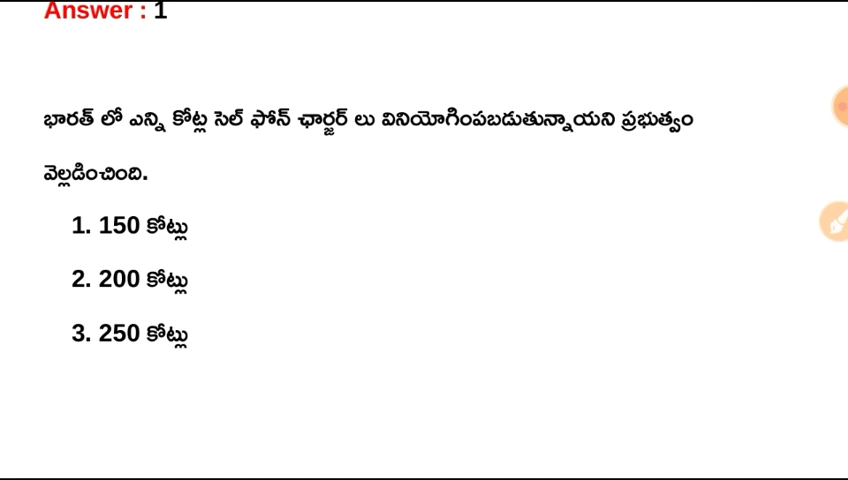 Answer : 1
భారత్ లో ఎన్ని కోట్ల సెల్ ఫోన్ ఛార్జర్ లు వినియోగింపబడుతున్నాయని ప్రభుత్వం
వెల్లడించింది.
1. 150 కోట్లు
2. 200 కోట్లు
3. 250 కోట్లు